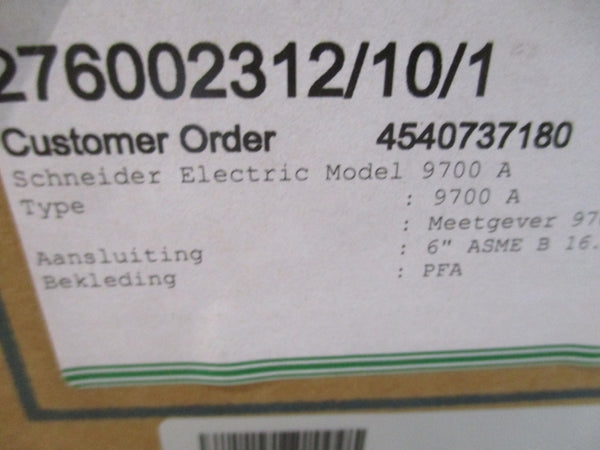 276002312/10/1
Customer Order 4540737180
Schneider Electric Model 9700 A
Type : 9700 A
: Meetgever 970
Aansluiting : 6" ASME B 16.
Bekleding : PFA